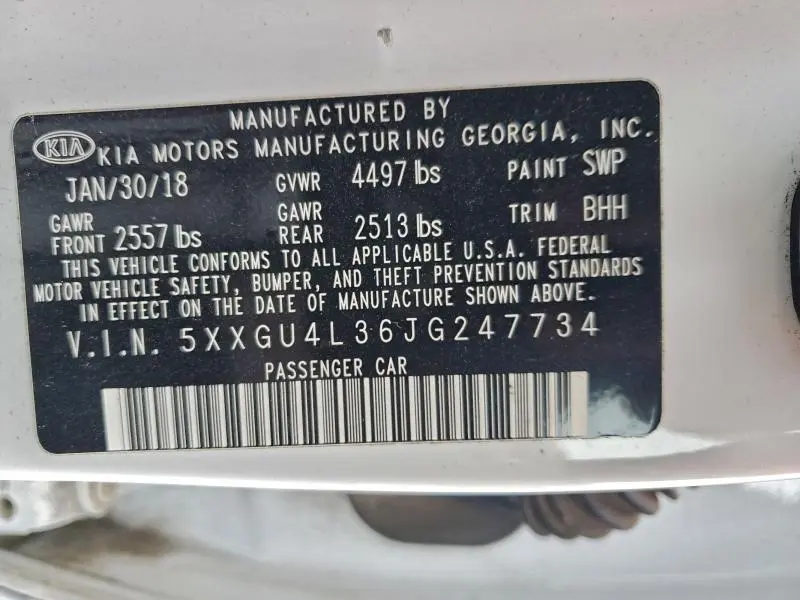 MANUFACTURED BY
KIA KIA MOTORS MANUFACTURING GEORGIA, INC.
JAN/30/18 GVWR 4497 lbs PAINT SWP
GAWR FRONT 2557 lbs GAWR REAR 2513 lbs TRIM BHH
THIS VEHICLE CONFORMS TO ALL APPLICABLE U.S.A. FEDERAL
MOTOR VEHICLE SAFETY, BUMPER, AND THEFT PREVENTION STANDARDS
IN EFFECT ON THE DATE OF MANUFACTURE SHOWN ABOVE.
V.I.N. 5XXGU4L36JG247734
PASSENGER CAR